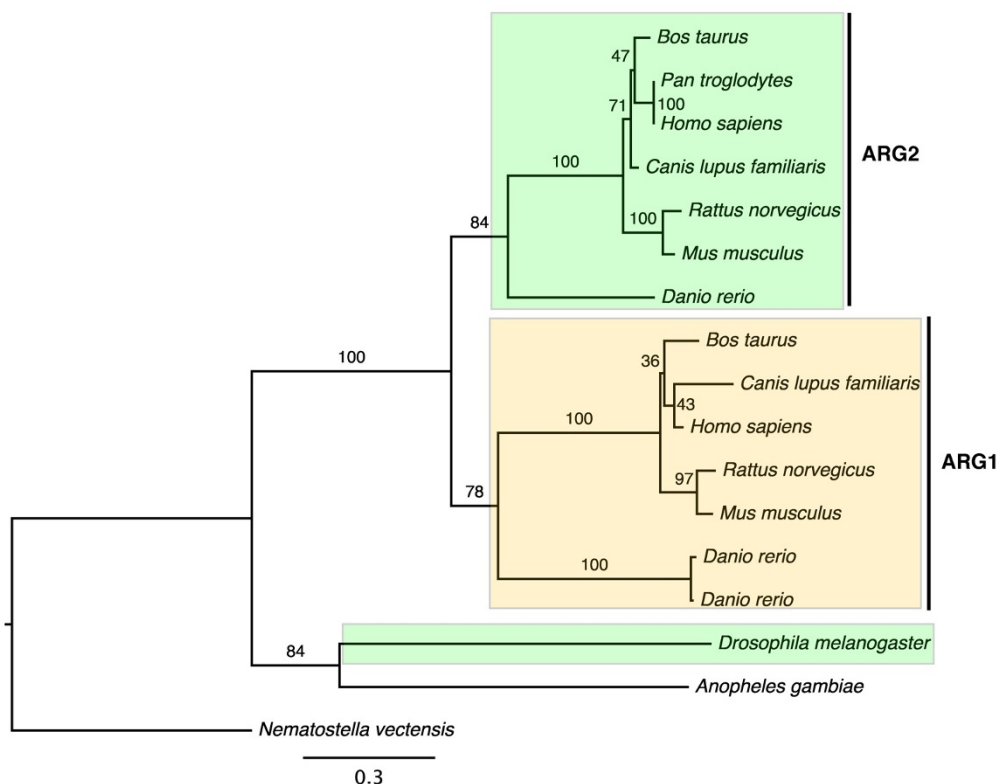 Bos taurus
47
Pan troglodytes
71
100
Homo sapiens
ARG2
100
Canis lupus familiaris
100
Rattus norvegicus
84
Mus musculus
Danio rerio
Bos taurus
36
100
Canis lupus familiaris
43
100
Homo sapiens
ARG1
97
Rattus norvegicus
78
Mus musculus
100
Danio rerio
Danio rerio
84
Drosophila melanogaster
Anopheles gambiae
Nematostella vectensis
0.3